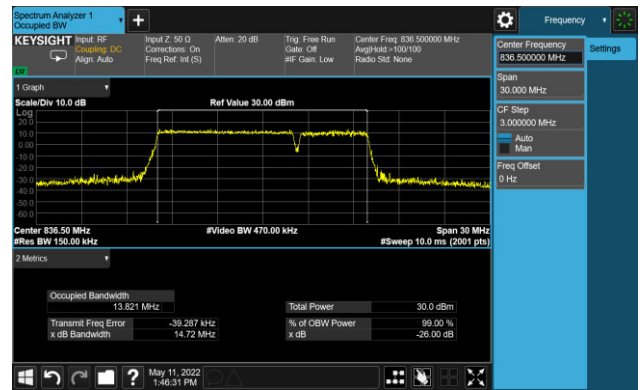 Spectrum Analyzer 1
Occupied BW
Frequency
KEYSIGHT
Input: RF
Coupling: DC
Align: Auto
Input Z: 50 Ω
Corrections: On
Freq Ref: Int (S)
Atten: 20 dB
Trig: Free Run
Gate: Off
#IF Gain: Low
Center Freq: 836.500000 MHz
Avg|Hold:>100/100
Radio Std: None
Center Frequency
836.500000 MHz
Settings
Span
30.000 MHz
CF Step
3.000000 MHz
Auto
Man
Freq Offset
0 Hz
1 Graph
Scale/Div 10.0 dB
Ref Value 30.00 dBm
Log
20.0
10.0
0.00
-10.0
-20.0
-30.0
-40.0
-50.0
-60.0
Center 836.50 MHz
#Video BW 470.00 kHz
Span 30 MHz
#Res BW 150.00 kHz
#Sweep 10.0 ms (2001 pts)
2 Metrics
Occupied Bandwidth
13.821 MHz
Total Power 30.0 dBm
Transmit Freq Error -39.287 kHz
% of OBW Power 99.00 %
x dB Bandwidth 14.72 MHz
x dB -26.00 dB
May 11, 2022
1:46:31 PM